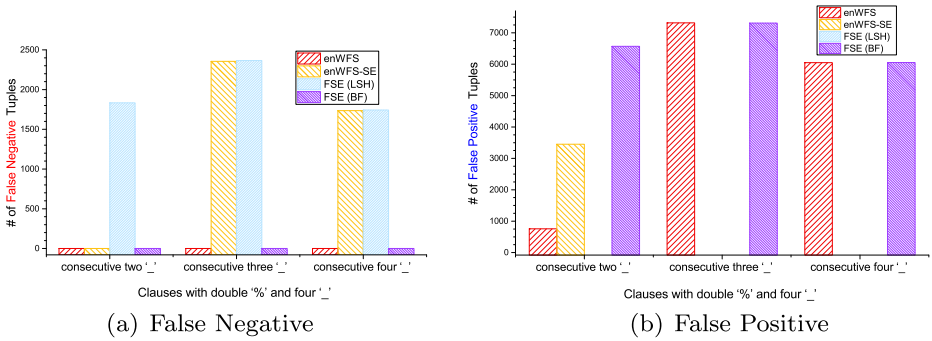 enWFS
enWFS-SE
FSE (LSH)
FSE (BF)
# of False Negative Tuples
2500
2000
1500
1000
500
0
consecutive two ‘_’
consecutive three ‘_’
consecutive four ‘_’
Clauses with double ‘%’ and four ‘_’
(a) False Negative
enWFS
enWFS-SE
FSE (LSH)
FSE (BF)
# of False Positive Tuples
7000
6000
5000
4000
3000
2000
1000
0
consecutive two ‘_’
consecutive three ‘_’
consecutive four ‘_’
Clauses with double ‘%’ and four ‘_’
(b) False Positive